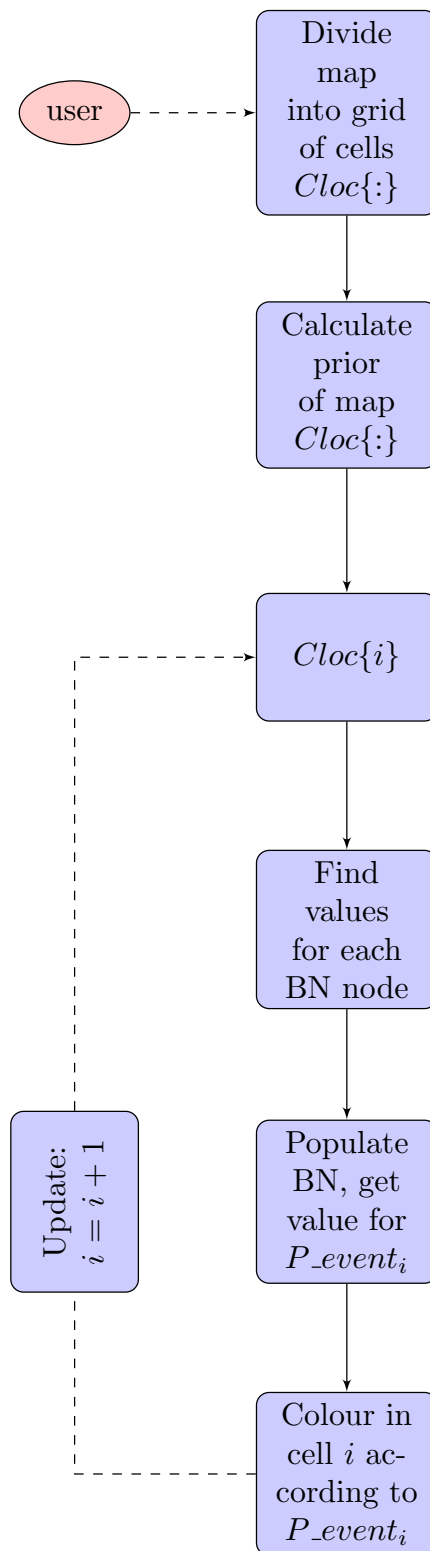 Divide
map
into grid
of cells
Cloc{:}
user
Calculate
prior
of map
Cloc{:}
Cloc{i}
Find
values
for each
BN node
Update:
i = i + 1
Populate
BN, get
value for
P_event_i
Colour in
cell i ac-
cording to
P_event_i